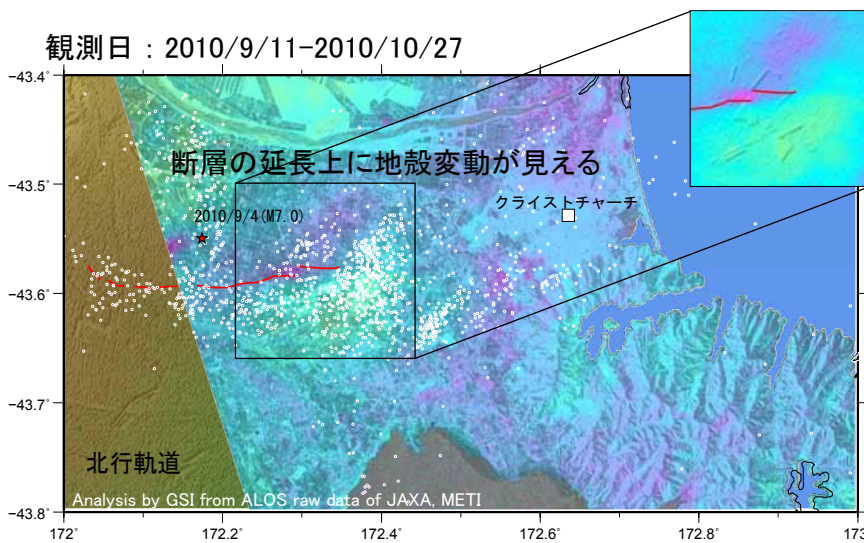 観測日：2010/9/11-2010/10/27
-43.4°
断層の延長上に地殻変動が見える
-43.5°
クライストチャーチ
2010/9/4(M7.0)
-43.6°
-43.7°
北行軌道
Analysis by GSI from ALOS raw data of JAXA, METI
-43.8°
172°
172.2°
172.4°
172.6°
172.8°
173